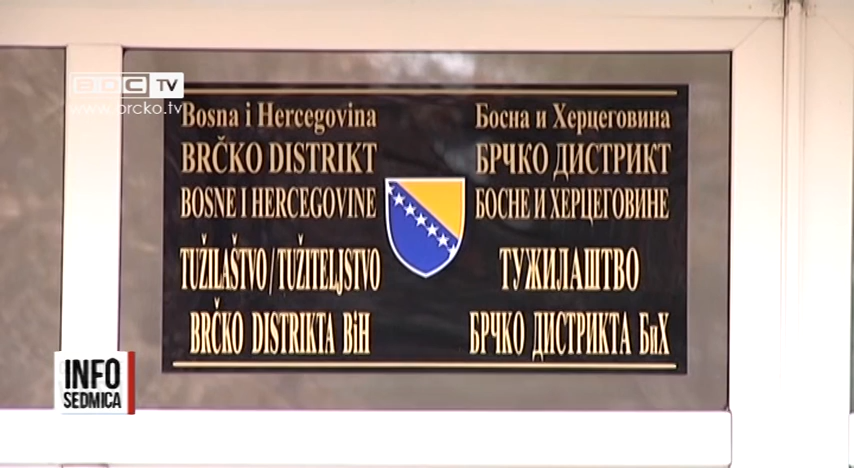 BDC TV
www.brcko.tv
Bosna i Hercegovina
BRČKO DISTRIKT
BOSNE I HERCEGOVINE
TUŽILAŠTVO / TUŽITELJSTVO
BRČKO DISTRIKTA BiH
Босна и Херцеговина
БРЧКО ДИСТРИКТ
БОСНЕ И ХЕРЦЕГОВИНЕ
ТУЖИЛАШТВО
БРЧКО ДИСТРИКТА БиХ
INFO
SEDMICA